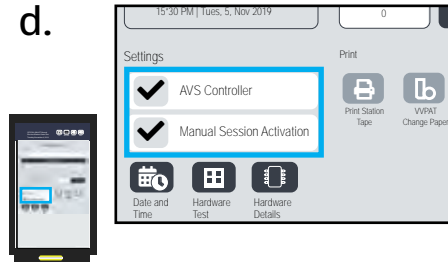 d.
15"30 PM | Tues, 5, Nov 2019
0
Settings
Print
AVS Controller
Manual Session Activation
Print Station
Tape
VVPAT
Change Paper
Date and
Time
Hardware
Test
Hardware
Details